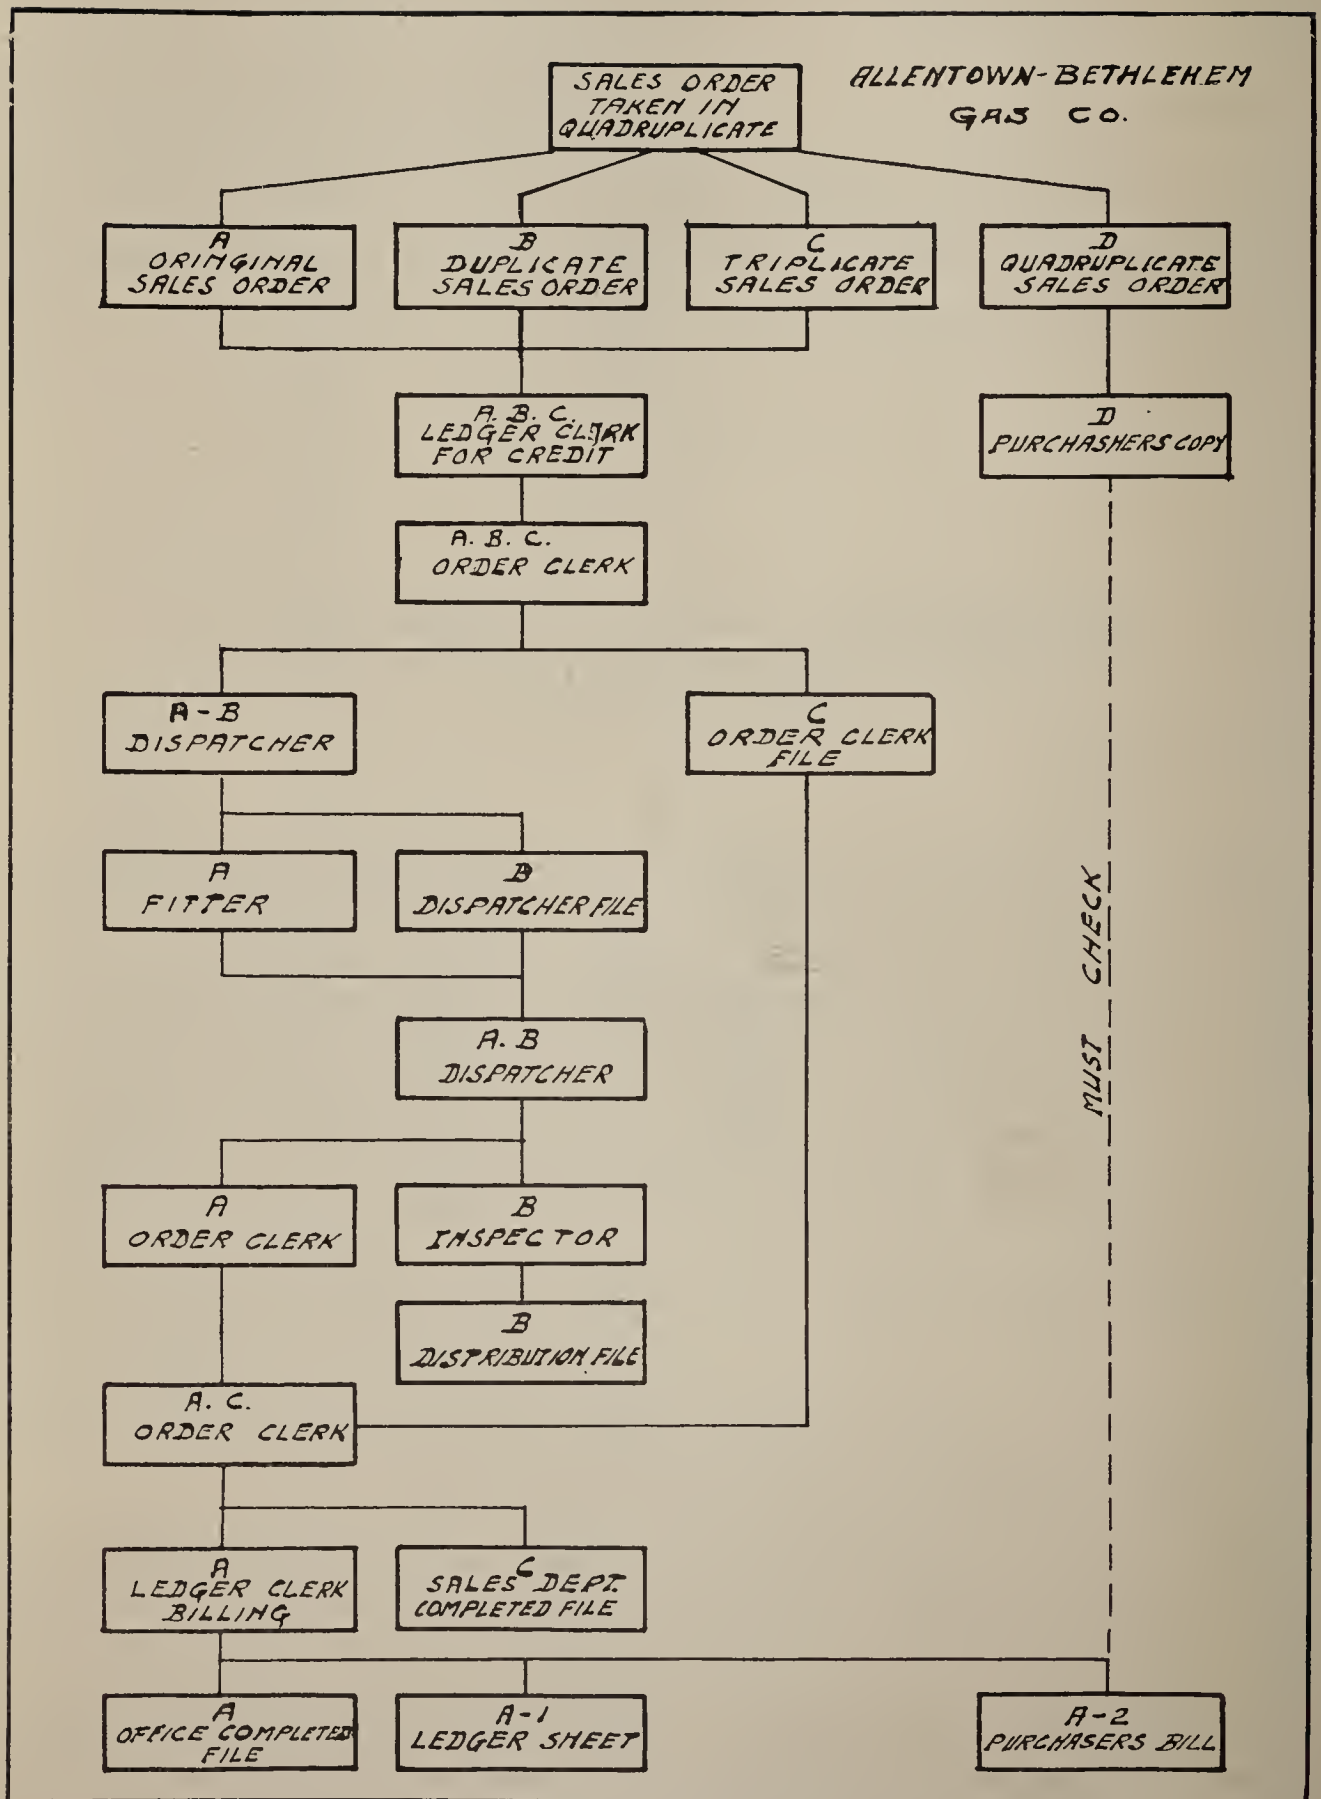 ALLENTOWN-BETHLEHEM
GAS CO.
SALES ORDER
TAKEN IN
QUADRUPLICATE
A
ORINGINAL
SALES ORDER
B
DUPLICATE
SALES ORDER
C
TRIPLICATE
SALES ORDER
D
QUADRUPLICATE
SALES ORDER
A. B. C.
LEDGER CLERK
FOR CREDIT
D
PURCHASHERS COPY
A. B. C.
ORDER CLERK
A-B
DISPATCHER
C
ORDER CLERK
FILE
A
FITTER
B
DISPATCHER FILE
MUST CHECK
A. B
DISPATCHER
A
ORDER CLERK
B
INSPECTOR
B
DISTRIBUTION FILE
A. C.
ORDER CLERK
A
LEDGER CLERK
BILLING
C
SALES DEPT.
COMPLETED FILE
A
OFFICE COMPLETED
FILE
A-1
LEDGER SHEET
A-2
PURCHASERS BILL